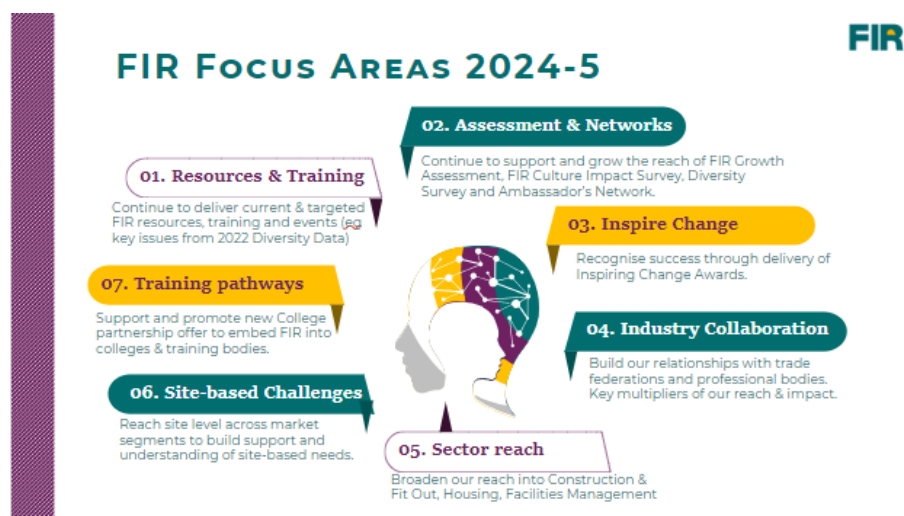 FIR
FIR Focus Areas 2024-5
01. Resources & Training
Continue to deliver current & targeted
FIR resources, training and events (eg
key issues from 2022 Diversity Data)
02. Assessment & Networks
Continue to support and grow the reach of FIR Growth
Assessment, FIR Culture Impact Survey, Diversity
Survey and Ambassador's Network.
03. Inspire Change
Recognise success through delivery of
Inspiring Change Awards.
04. Industry Collaboration
Build our relationships with trade
federations and professional bodies.
Key multipliers of our reach & impact.
05. Sector reach
Broaden our reach into Construction &
Fit Out, Housing, Facilities Management
06. Site-based Challenges
Reach site level across market
segments to build support and
understanding of site-based needs.
07. Training pathways
Support and promote new College
partnership offer to embed FIR into
colleges & training bodies.